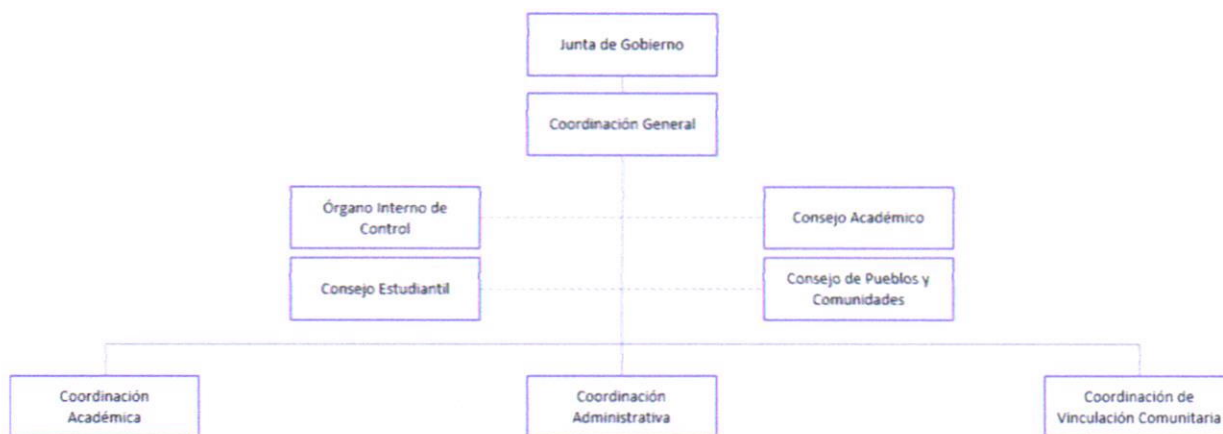 Junta de Gobierno
Coordinación General
Órgano Interno de
Control
Consejo Académico
Consejo Estudiantil
Consejo de Pueblos y
Comunidades
Coordinación
Académica
Coordinación
Administrativa
Coordinación de
Vinculación Comunitaria